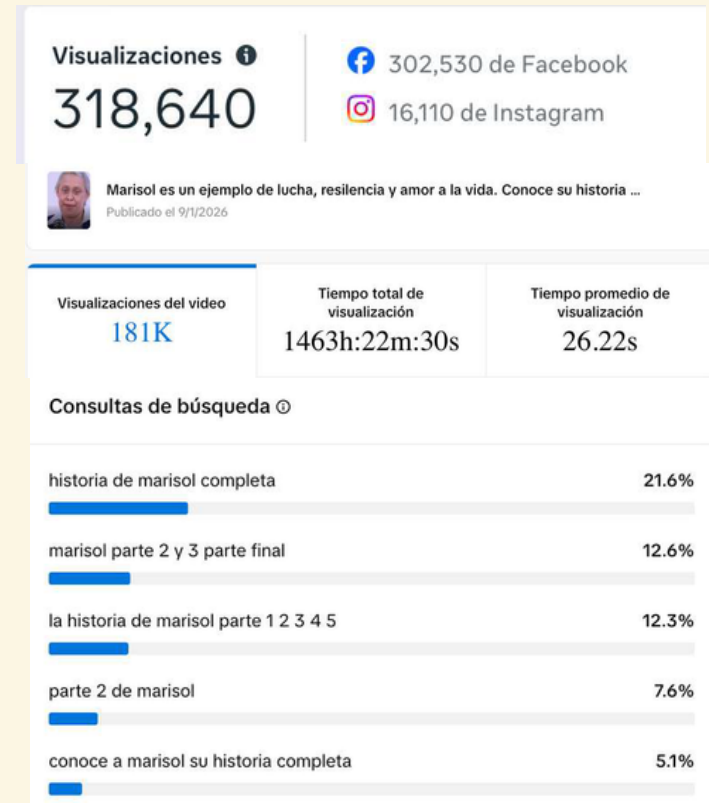 Visualizaciones
318,640
302,530 de Facebook
16,110 de Instagram
Marisol es un ejemplo de lucha, resilencia y amor a la vida. Conoce su historia ...
Publicado el 9/1/2026
Visualizaciones del video
181K
Tiempo total de
visualización
1463h:22m:30s
Tiempo promedio de
visualización
26.22s
Consultas de búsqueda
historia de marisol completa 21.6%
marisol parte 2 y 3 parte final 12.6%
la historia de marisol parte 1 2 3 4 5 12.3%
parte 2 de marisol 7.6%
conoce a marisol su historia completa 5.1%